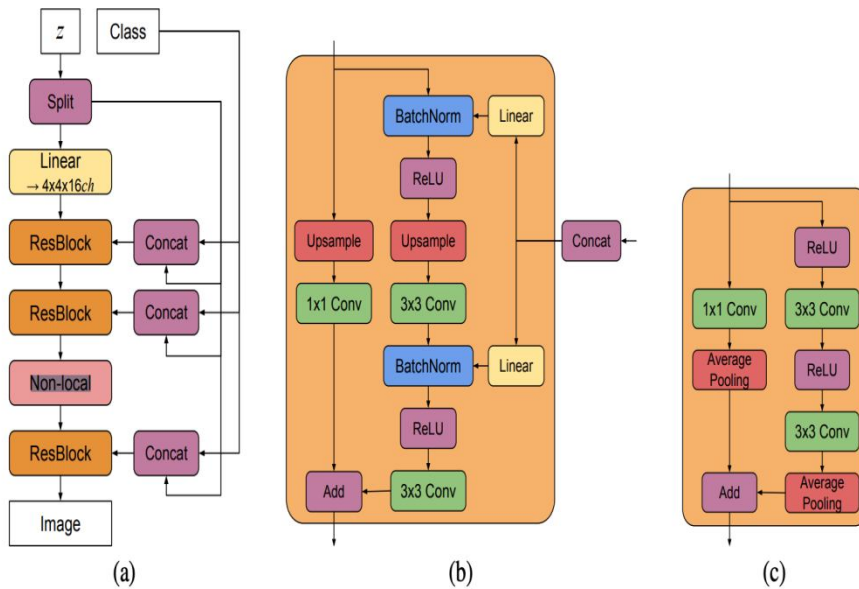 z
Class
Split
Linear
→ 4x4x16ch
ResBlock
Concat
ResBlock
Concat
Non-local
ResBlock
Concat
Image
(a)
BatchNorm
Linear
ReLU
Upsample
Upsample
Concat
1x1 Conv
3x3 Conv
BatchNorm
Linear
ReLU
Add
3x3 Conv
(b)
ReLU
1x1 Conv
3x3 Conv
Average
Pooling
ReLU
3x3 Conv
Add
Average
Pooling
(c)